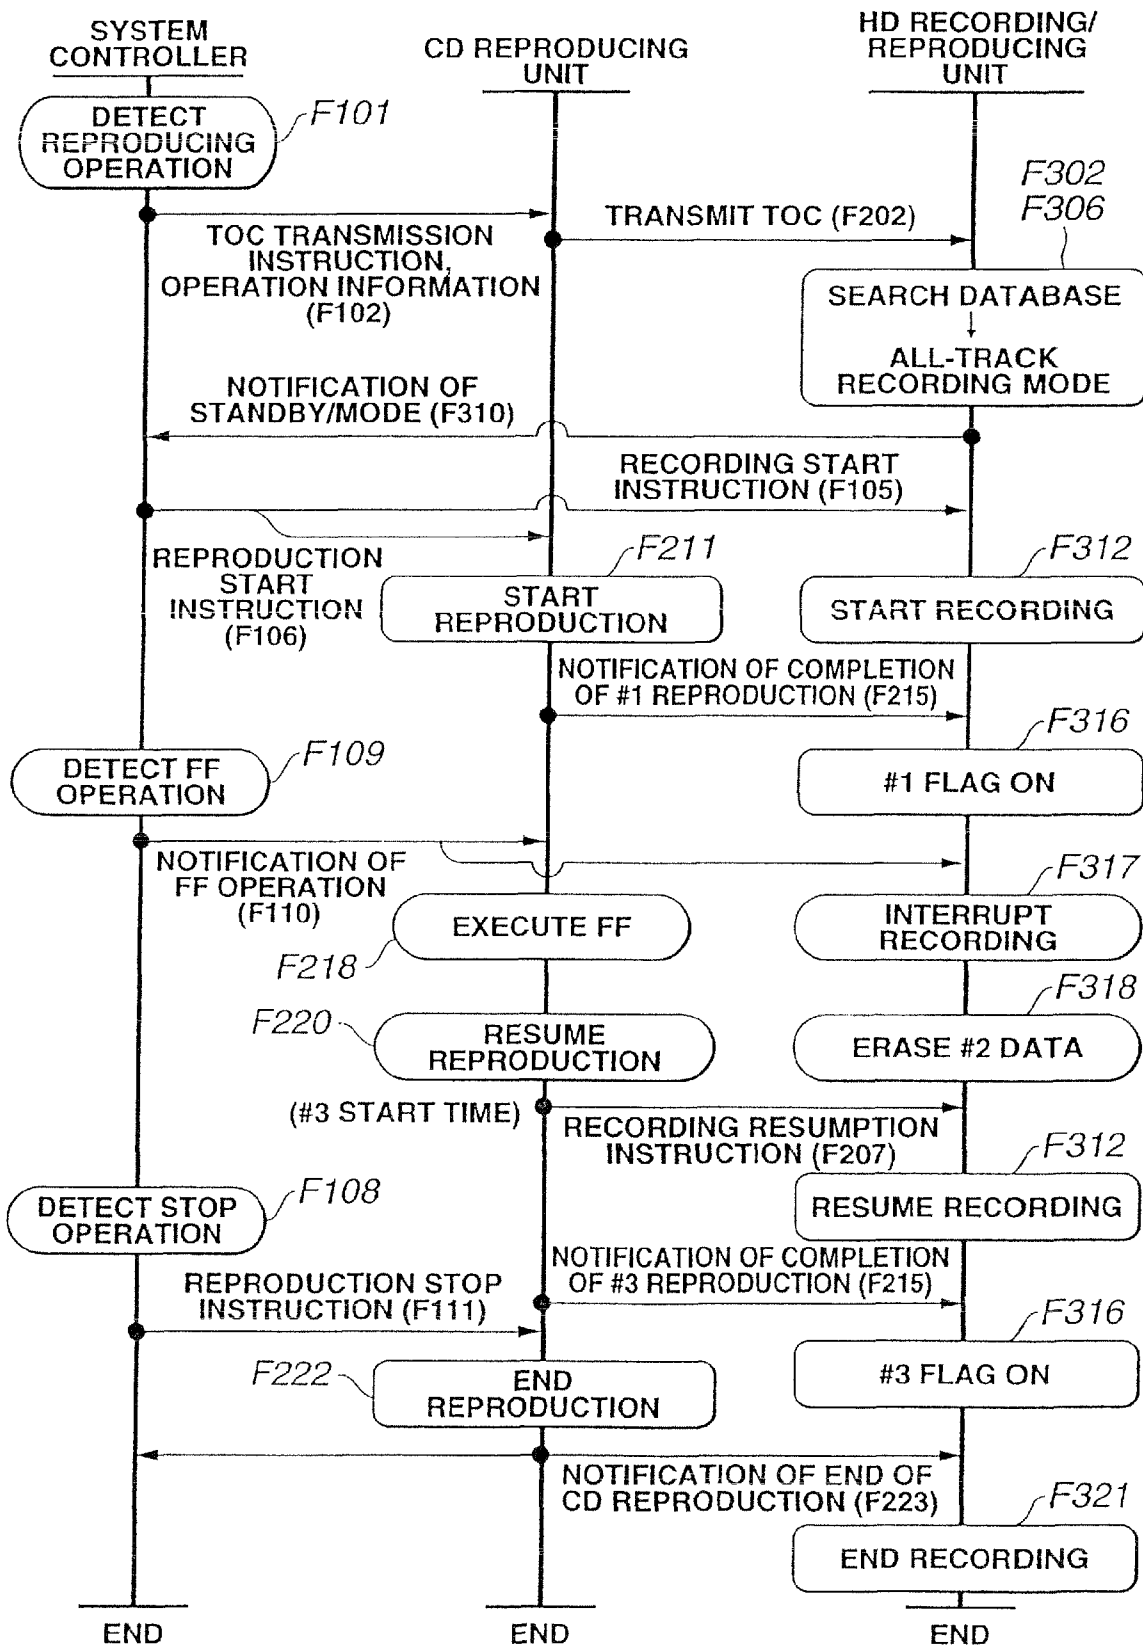 SYSTEM
CONTROLLER
CD REPRODUCING
UNIT
HD RECORDING/
REPRODUCING
UNIT
DETECT
REPRODUCING
OPERATION
F101
F302
F306
TOC TRANSMISSION
INSTRUCTION,
OPERATION INFORMATION
(F102)
TRANSMIT TOC (F202)
SEARCH DATABASE
ALL-TRACK
RECORDING MODE
NOTIFICATION OF
STANDBY/MODE (F310)
RECORDING START
INSTRUCTION (F105)
REPRODUCTION
START
INSTRUCTION
(F106)
F211
START
REPRODUCTION
F312
START RECORDING
NOTIFICATION OF COMPLETION
OF #1 REPRODUCTION (F215)
F109
DETECT FF
OPERATION
F316
#1 FLAG ON
NOTIFICATION OF
FF OPERATION
(F110)
F317
EXECUTE FF
F218
INTERRUPT
RECORDING
F220
RESUME
REPRODUCTION
F318
ERASE #2 DATA
(#3 START TIME)
RECORDING RESUMPTION
INSTRUCTION (F207)
F312
RESUME RECORDING
F108
DETECT STOP
OPERATION
NOTIFICATION OF COMPLETION
OF #3 REPRODUCTION (F215)
REPRODUCTION STOP
INSTRUCTION (F111)
F316
#3 FLAG ON
F222
END
REPRODUCTION
NOTIFICATION OF END OF
CD REPRODUCTION (F223)
F321
END RECORDING
END
END
END